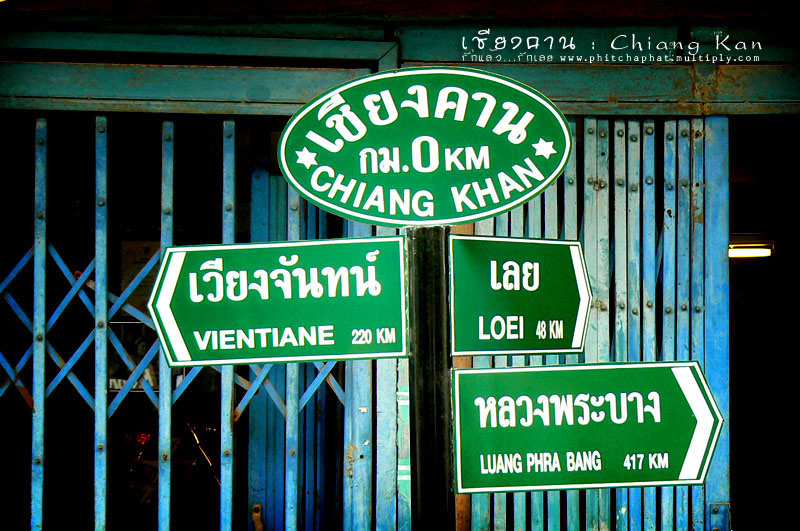 เชียงคาน : Chiang Kan
รักแล้ว...รักเลย www.phitchaphat.multiply.com
เชียงคาน
กม.0 KM
CHIANG KHAN
เวียงจันทน์
VIENTIANE 220 KM
เลย
LOEI 48 KM
หลวงพระบาง
LUANG PHRA BANG 417 KM